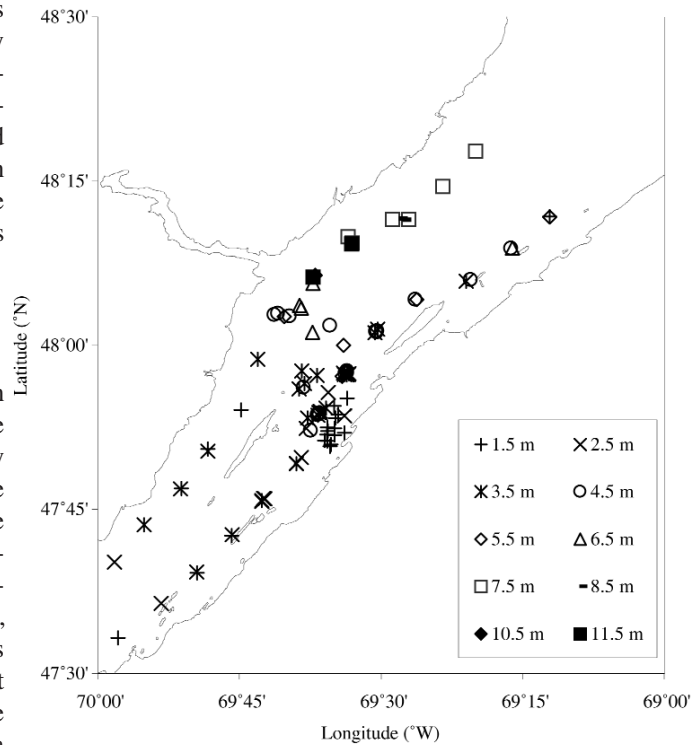 48˚30'
48˚15'
48˚00'
47˚45'
47˚30'
Latitude (˚N)
70˚00'
69˚45'
69˚30'
69˚15'
69˚00'
Longitude (˚W)
1.5 m
2.5 m
3.5 m
4.5 m
5.5 m
6.5 m
7.5 m
8.5 m
10.5 m
11.5 m